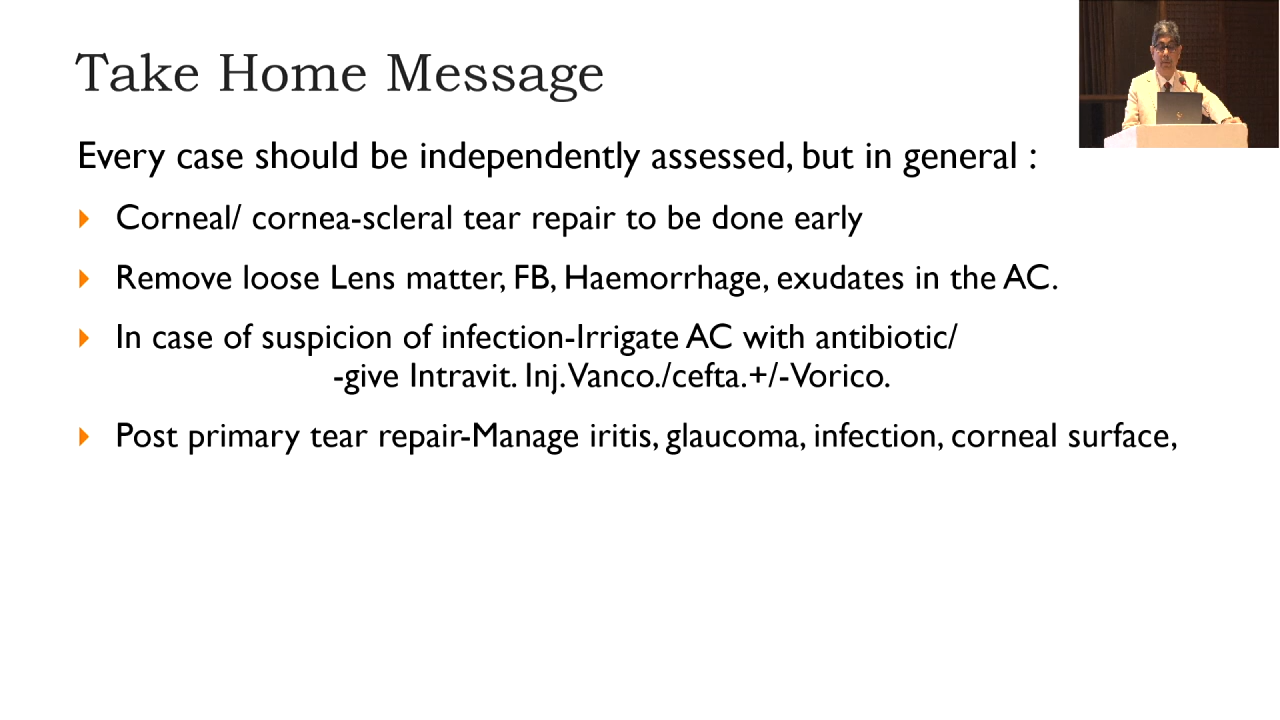 Take Home Message
Every case should be independently assessed, but in general :
Corneal/ cornea-scleral tear repair to be done early
Remove loose Lens matter, FB, Haemorrhage, exudates in the AC.
In case of suspicion of infection-Irrigate AC with antibiotic/
-give Intravit. Inj. Vanco./cefta.+/-Vorico.
Post primary tear repair-Manage iritis, glaucoma, infection, corneal surface,